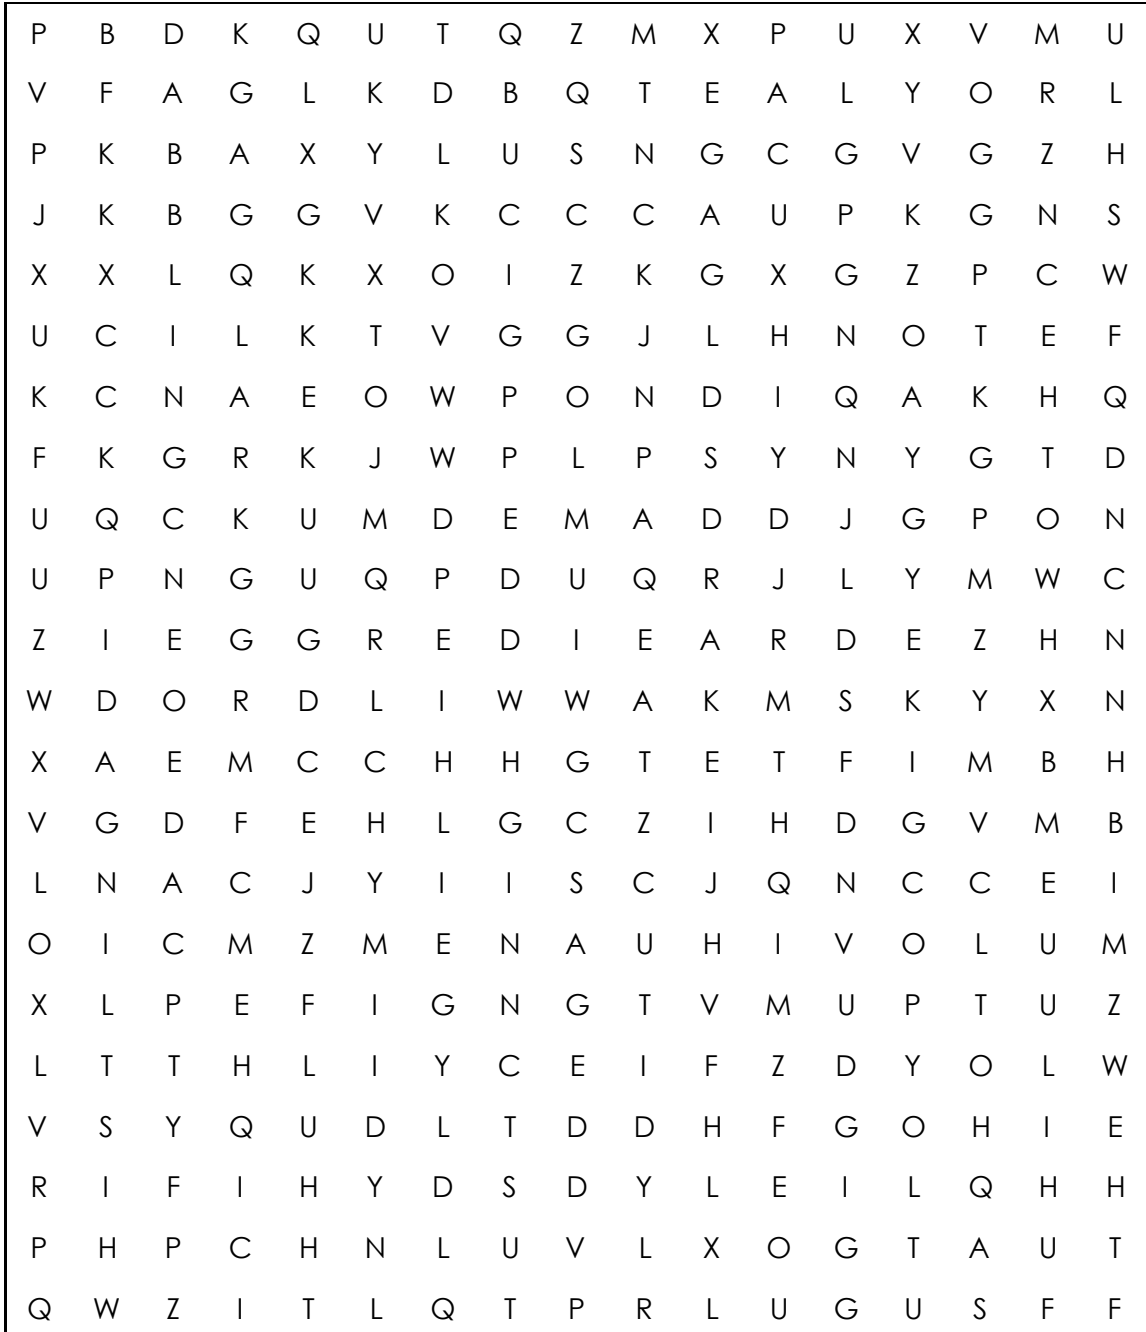 P B D K Q U T Q Z M X P U X V M U
V F A G L K D B Q T E A L Y O R L
P K B A X Y L U S N G C G V G Z H
J K B G G V K C C C A U P K G N S
X X L Q K X O I Z K G X G Z P C W
U C I L K T V G G J L H N O T E F
K C N A E O W P O N D I Q A K H Q
F K G R K J W P L P S Y N Y G T D
U Q C K U M D E M A D D J G P O N
U P N G U Q P D U Q R J L Y M W C
Z I E G G R E D I E A R D E Z H N
W D O R D L I W W A K M S K Y X N
X A E M C C H H G T E T F I M B H
V G D F E H L G C Z I H D G V M B
L N A C J Y I I S C J Q N C C E I
O I C M Z M E N A U H I V O L U M
X L P E F I G N G T V M U P T U Z
L T T H L I Y C E I F Z D Y O L W
V S Y Q U D L T D D H F G O H I E
R I F I H Y D S D Y L E I L Q H H
P H P C H N L U V L X O G T A U T
Q W Z I T L Q T P R L U G U S F F